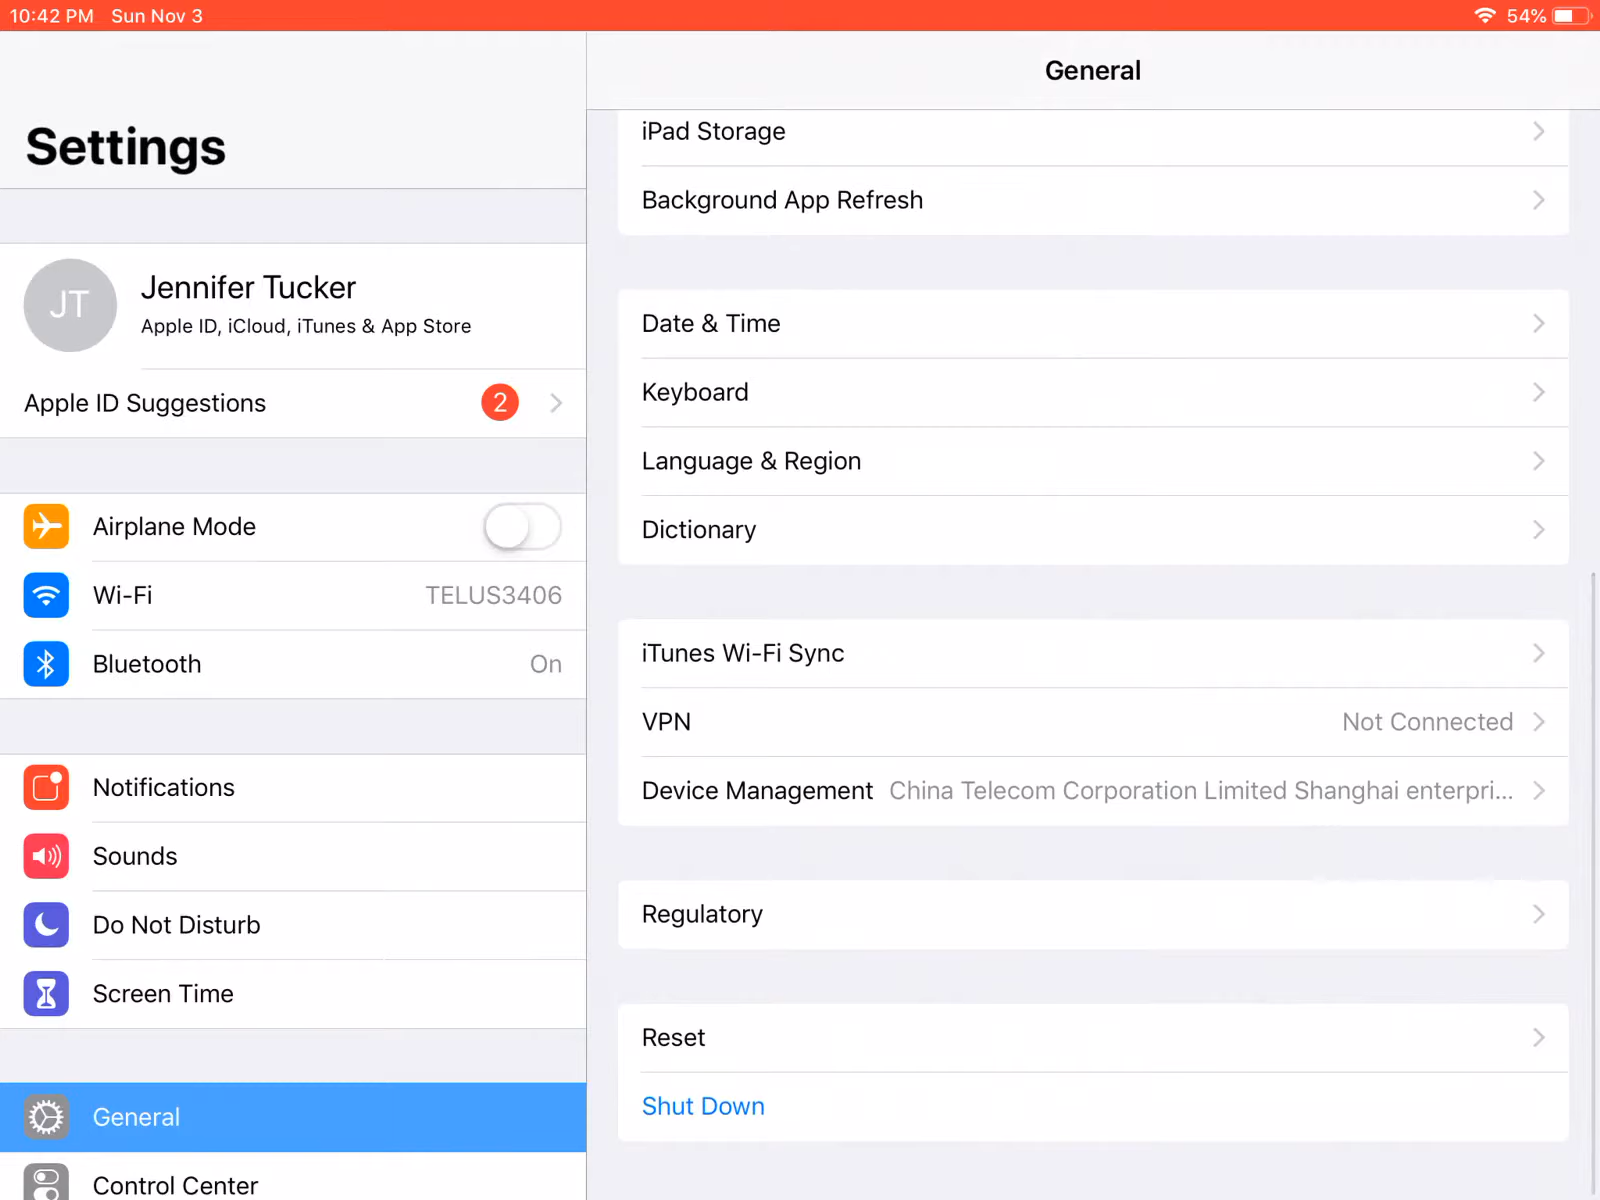 10:42 PM Sun Nov 3
54%
Settings
JT
Jennifer Tucker
Apple ID, iCloud, iTunes & App Store
Apple ID Suggestions 2
Airplane Mode
Wi-Fi TELUS3406
Bluetooth On
Notifications
Sounds
Do Not Disturb
Screen Time
General
Control Center
General
iPad Storage
Background App Refresh
Date & Time
Keyboard
Language & Region
Dictionary
iTunes Wi-Fi Sync
VPN Not Connected
Device Management China Telecom Corporation Limited Shanghai enterpri...
Regulatory
Reset
Shut Down